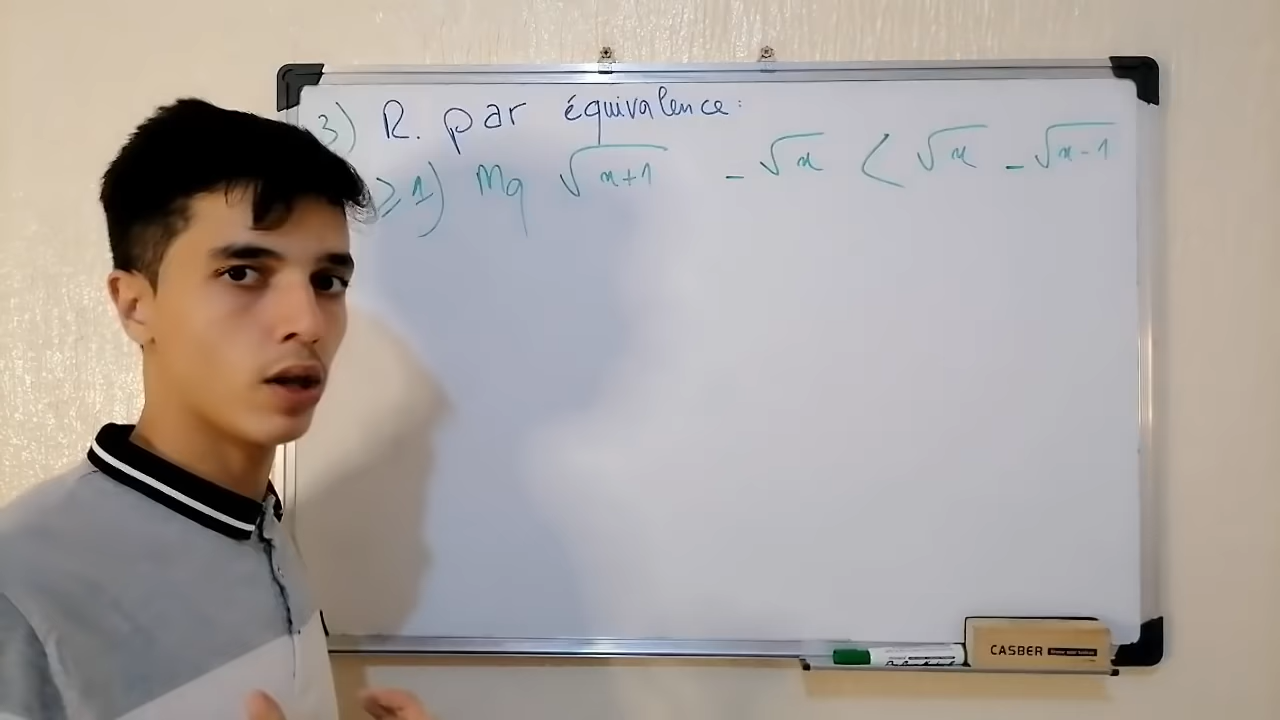 3) R. par équivalence:
≥ 1) Mq √x+1 - √x < √x - √x-1
CASBER